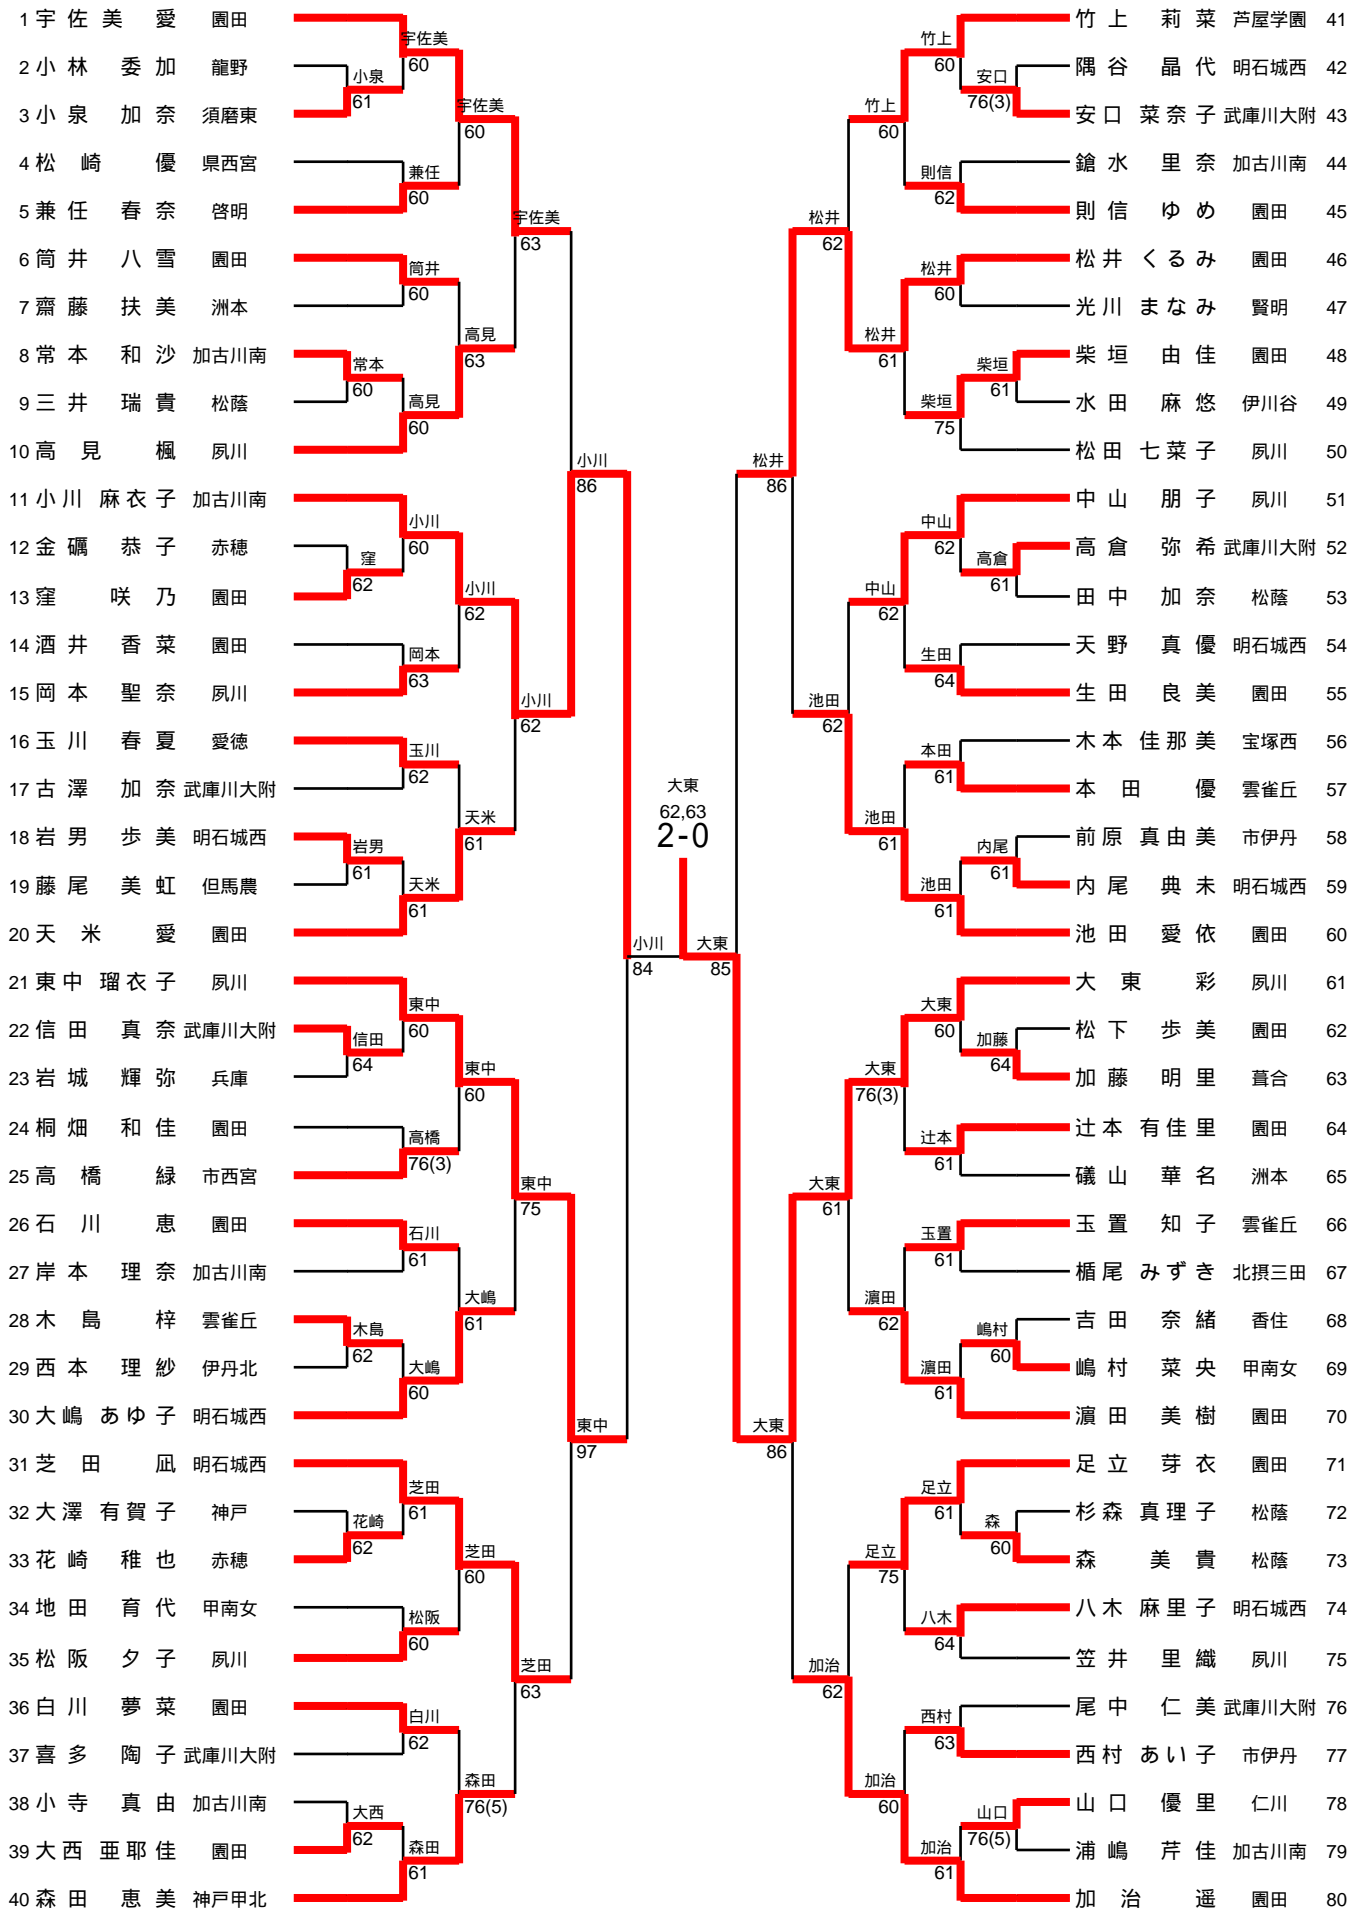 1 宇佐美 愛 園田
2 小林 委加 龍野
3 小泉 加奈 須磨東
4 松崎 優 県西宮
5 兼任 春奈 啓明
6 筒井 八雪 園田
7 齋藤 扶美 洲本
8 常本 和沙 加古川南
9 三井 瑞貴 松蔭
10 高見 楓 夙川
11 小川 麻衣子 加古川南
12 金礪 恭子 赤穂
13 窪 咲乃 園田
14 酒井 香菜 園田
15 岡本 聖奈 夙川
16 玉川 春夏 愛徳
17 古澤 加奈 武庫川大附
18 岩男 歩美 明石城西
19 藤尾 美虹 但馬農
20 天米 愛 園田
21 東中 瑠衣子 夙川
22 信田 真奈 武庫川大附
23 岩城 輝弥 兵庫
24 桐畑 和佳 園田
25 高橋 緑 市西宮
26 石川 恵 園田
27 岸本 理奈 加古川南
28 木島 梓 雲雀丘
29 西本 理紗 伊丹北
30 大嶋 あゆ子 明石城西
31 芝田 凪 明石城西
32 大澤 有賀子 神戸
33 花崎 稚也 赤穂
34 地田 育代 甲南女
35 松阪 夕子 夙川
36 白川 夢菜 園田
37 喜多 陶子 武庫川大附
38 小寺 真由 加古川南
39 大西 亜耶佳 園田
40 森田 恵美 神戸甲北
小泉
61
常本
60
窪
62
岩男
61
信田
64
木島
62
花崎
62
大西
62
宇佐美
60
兼任
60
筒井
60
高見
60
小川
60
岡本
63
玉川
62
天米
61
東中
60
高橋
76(3)
石川
61
大嶋
60
芝田
61
松阪
60
白川
62
森田
61
宇佐美
60
高見
63
小川
62
天米
61
東中
60
大嶋
61
芝田
60
森田
76(5)
宇佐美
63
小川
62
東中
75
芝田
63
小川
86
東中
97
小川
84
大東
62,63
2-0
大東
85
松井
86
大東
86
松井
62
池田
62
大東
61
加治
62
竹上
60
松井
61
中山
62
池田
61
大東
76(3)
濵田
62
足立
75
加治
60
竹上
60
則信
62
松井
60
柴垣
75
中山
62
生田
64
本田
61
池田
61
大東
60
辻本
61
玉置
61
濵田
61
足立
61
八木
64
西村
63
加治
61
安口
76(3)
柴垣
61
高倉
61
内尾
61
加藤
64
嶋村
60
森
60
山口
76(5)
竹上 莉菜 芦屋学園 41
隅谷 晶代 明石城西 42
安口 菜奈子 武庫川大附 43
鎗水 里奈 加古川南 44
則信 ゆめ 園田 45
松井 くるみ 園田 46
光川 まなみ 賢明 47
柴垣 由佳 園田 48
水田 麻悠 伊川谷 49
松田 七菜子 夙川 50
中山 朋子 夙川 51
高倉 弥希 武庫川大附 52
田中 加奈 松蔭 53
天野 真優 明石城西 54
生田 良美 園田 55
木本 佳那美 宝塚西 56
本田 優 雲雀丘 57
前原 真由美 市伊丹 58
内尾 典未 明石城西 59
池田 愛依 園田 60
大東 彩 夙川 61
松下 歩美 園田 62
加藤 明里 葺合 63
辻本 有佳里 園田 64
礒山 華名 洲本 65
玉置 知子 雲雀丘 66
楯尾 みずき 北摂三田 67
吉田 奈緒 香住 68
嶋村 菜央 甲南女 69
濵田 美樹 園田 70
足立 芽衣 園田 71
杉森 真理子 松蔭 72
森 美貴 松蔭 73
八木 麻里子 明石城西 74
笠井 里織 夙川 75
尾中 仁美 武庫川大附 76
西村 あい子 市伊丹 77
山口 優里 仁川 78
浦嶋 芹佳 加古川南 79
加治 遥 園田 80